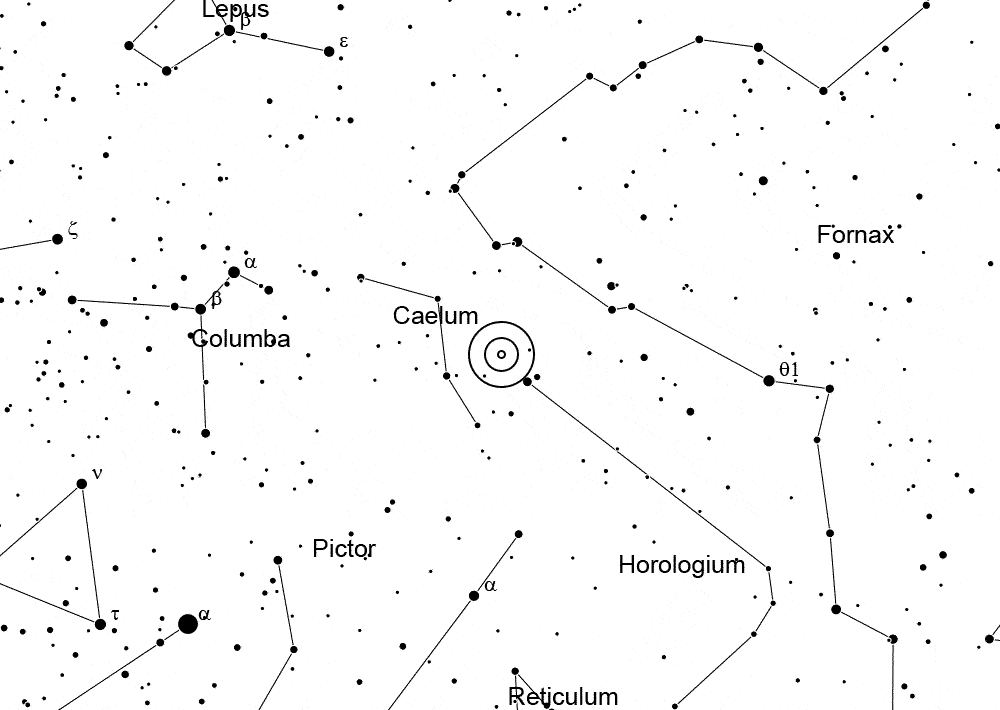 Lepus
β
ε
ζ
Fornax
α
β
Caelum
Columba
θ1
ν
Pictor
Horologium
α
τ
α
Reticulum